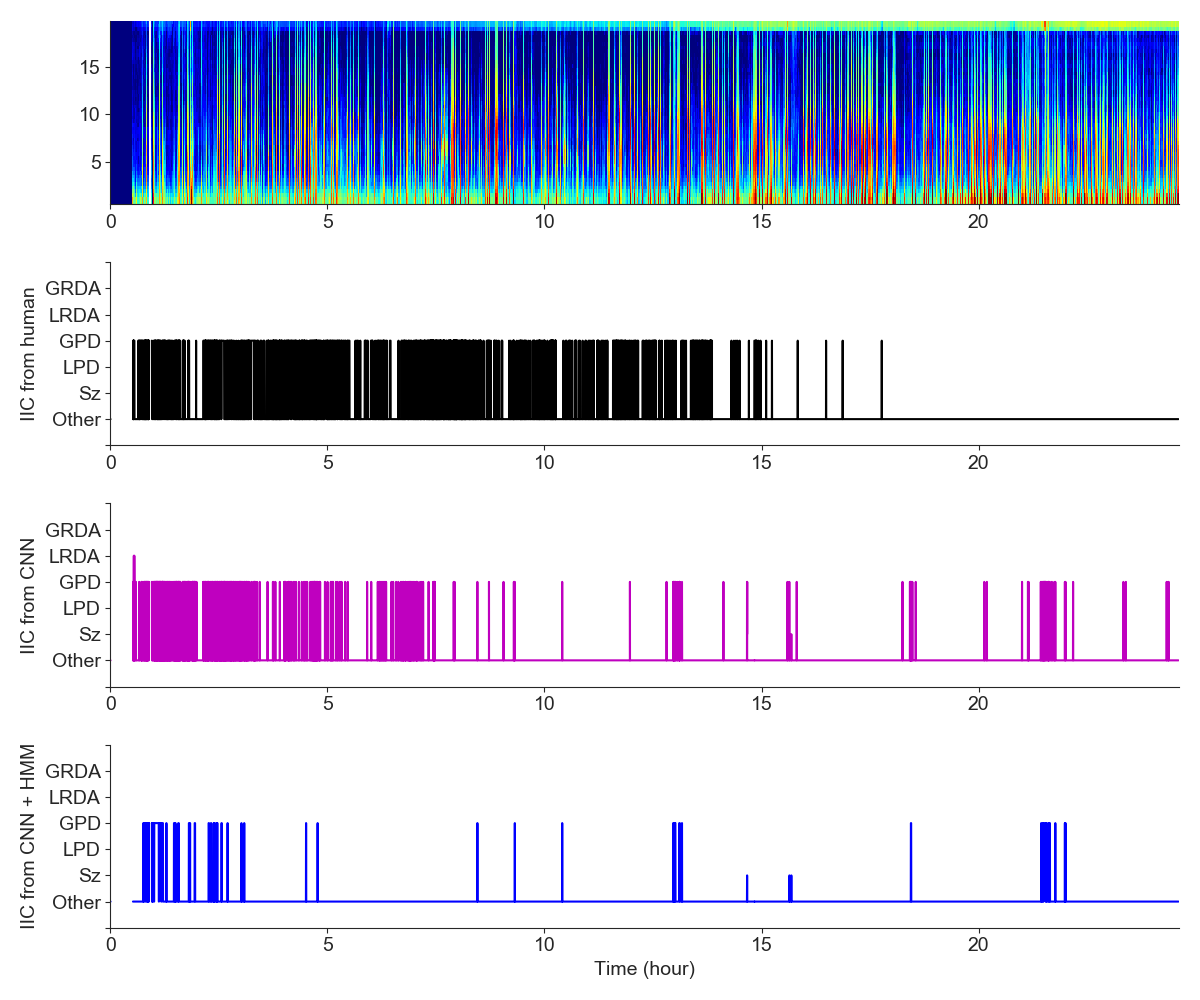 15
10
5
0 5 10 15 20
IIC from human
GRDA
LRDA
GPD
LPD
Sz
Other
0 5 10 15 20
IIC from CNN
GRDA
LRDA
GPD
LPD
Sz
Other
0 5 10 15 20
IIC from CNN + HMM
GRDA
LRDA
GPD
LPD
Sz
Other
0 5 10 15 20
Time (hour)